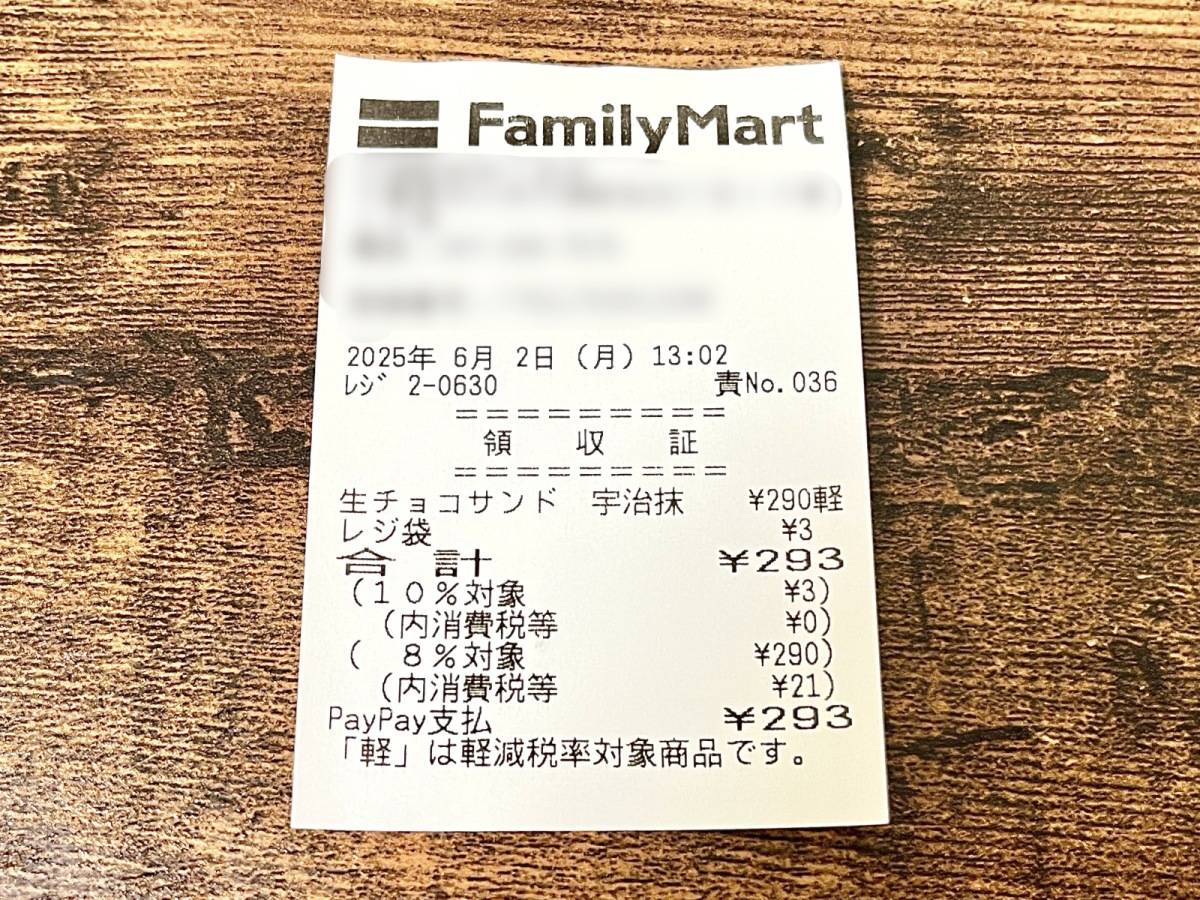 FamilyMart
2025年 6月 2日 (月) 13:02
ﾚｼﾞ 2-0630 責No.036
=========
領 収 証
=========
生チョコサンド 宇治抹 ¥290軽
レジ袋 ¥3
合 計 ¥293
(10%対象 ¥3)
(内消費税等 ¥0)
( 8%対象 ¥290)
(内消費税等 ¥21)
PayPay支払 ¥293
「軽」は軽減税率対象商品です。